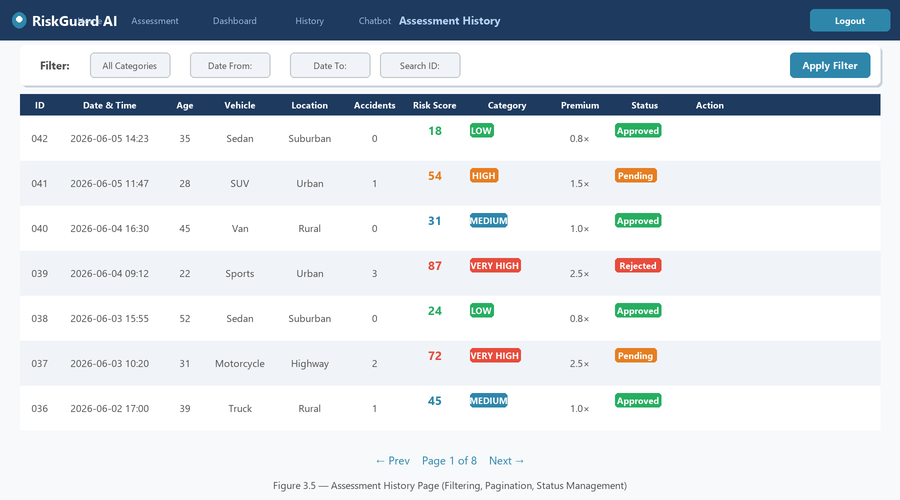 RiskGuard AI Home Assessment Dashboard History Chatbot Assessment History Logout
Filter: All Categories Date From: Date To: Search ID: Apply Filter
ID Date & Time Age Vehicle Location Accidents Risk Score Category Premium Status Action
042 2026-06-05 14:23 35 Sedan Suburban 0 18 LOW 0.8× Approved
041 2026-06-05 11:47 28 SUV Urban 1 54 HIGH 1.5× Pending
040 2026-06-04 16:30 45 Van Rural 0 31 MEDIUM 1.0× Approved
039 2026-06-04 09:12 22 Sports Urban 3 87 VERY HIGH 2.5× Rejected
038 2026-06-03 15:55 52 Sedan Suburban 0 24 LOW 0.8× Approved
037 2026-06-03 10:20 31 Motorcycle Highway 2 72 VERY HIGH 2.5× Pending
036 2026-06-02 17:00 39 Truck Rural 1 45 MEDIUM 1.0× Approved
← Prev Page 1 of 8 Next →
Figure 3.5 — Assessment History Page (Filtering, Pagination, Status Management)